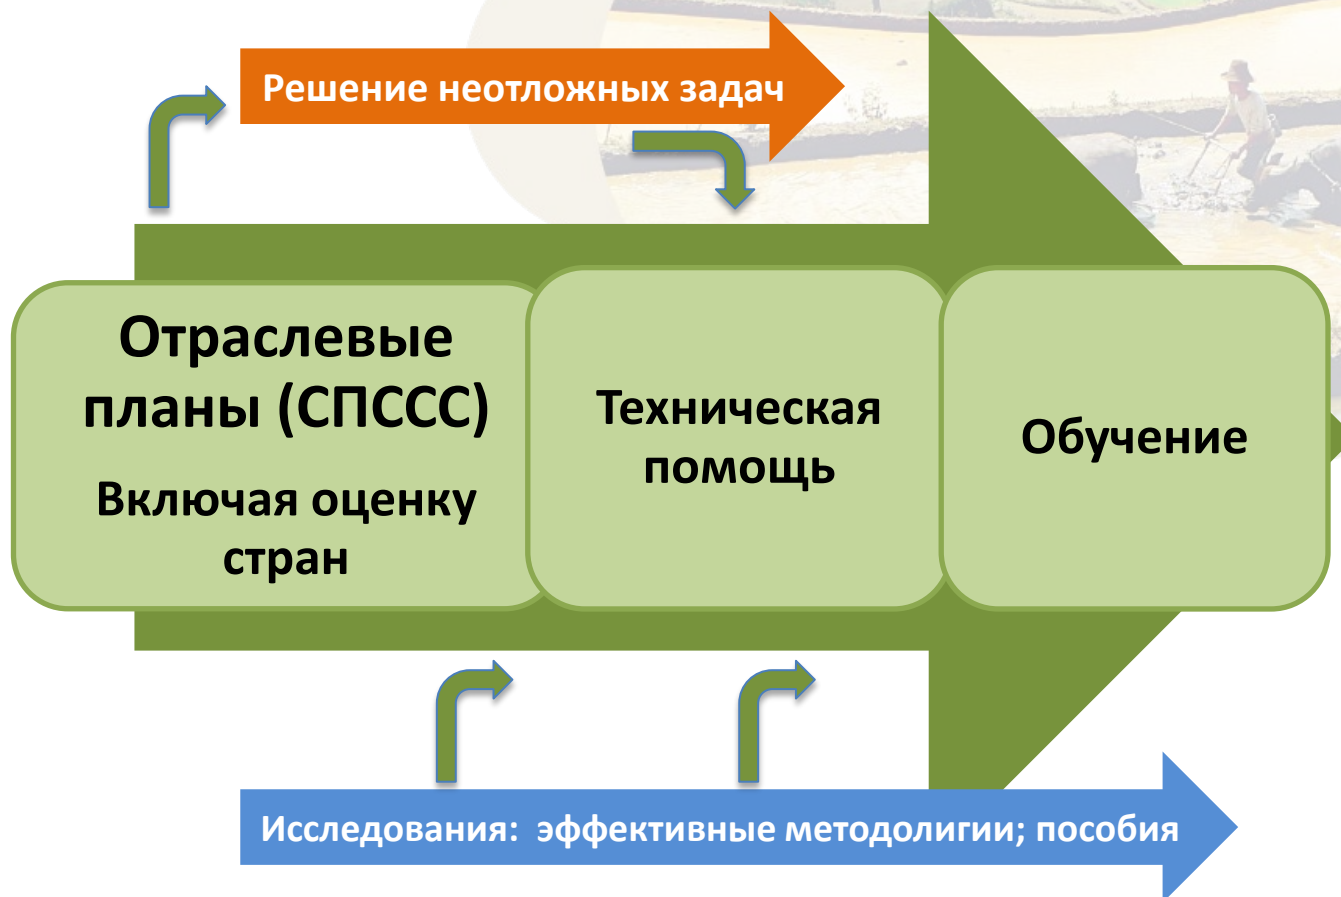 Решение неотложных задач
Отраслевые
планы (СПССС)
Включая оценку
стран
Техническая
помощь
Обучение
Исследования:  эффективные методолигии; пособия